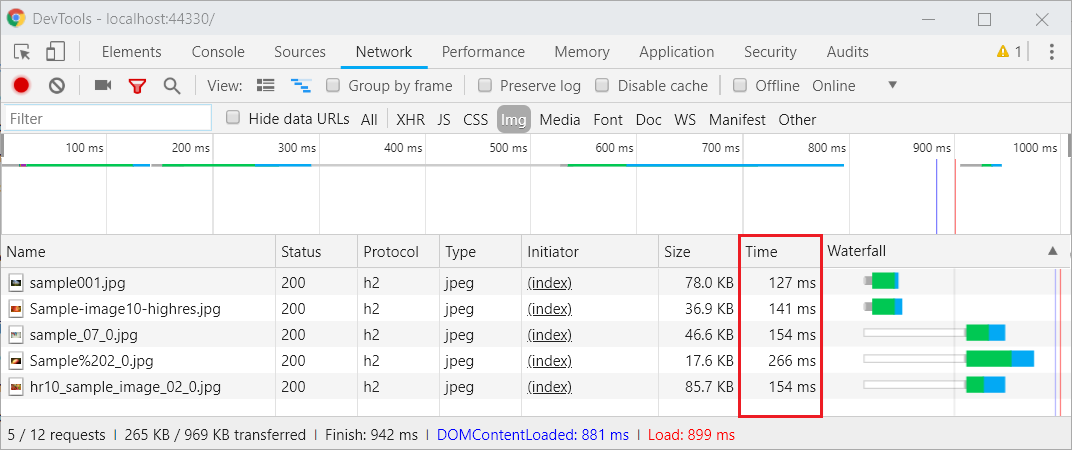 DevTools - localhost:44330/
Elements Console Sources Network Performance Memory Application Security Audits 1
View: Group by frame Preserve log Disable cache Offline Online
Filter Hide data URLs All XHR JS CSS Img Media Font Doc WS Manifest Other
100 ms 200 ms 300 ms 400 ms 500 ms 600 ms 700 ms 800 ms 900 ms 1000 ms
Name Status Protocol Type Initiator Size Time Waterfall
sample001.jpg 200 h2 jpeg (index) 78.0 KB 127 ms
Sample-image10-highres.jpg 200 h2 jpeg (index) 36.9 KB 141 ms
sample_07_0.jpg 200 h2 jpeg (index) 46.6 KB 154 ms
Sample%202_0.jpg 200 h2 jpeg (index) 17.6 KB 266 ms
hr10_sample_image_02_0.jpg 200 h2 jpeg (index) 85.7 KB 154 ms
5 / 12 requests | 265 KB / 969 KB transferred | Finish: 942 ms | DOMContentLoaded: 881 ms | Load: 899 ms